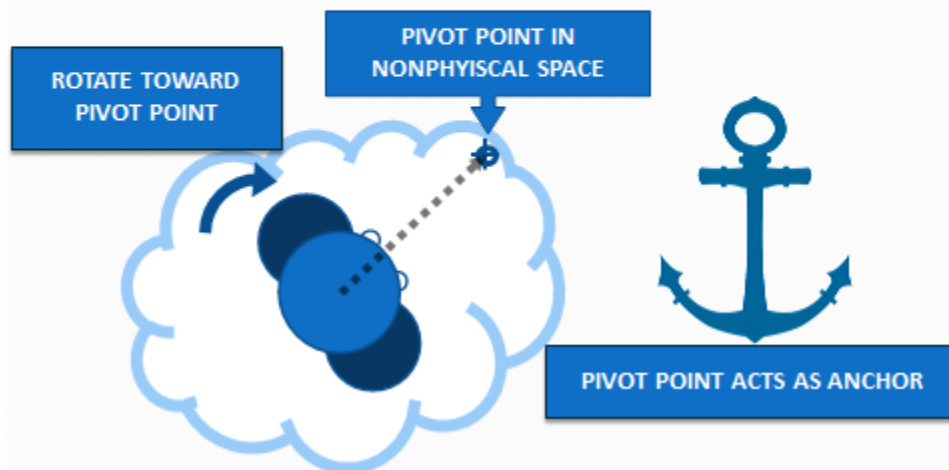 PIVOT POINT IN
NONPHYISCAL SPACE
ROTATE TOWARD
PIVOT POINT
PIVOT POINT ACTS AS ANCHOR